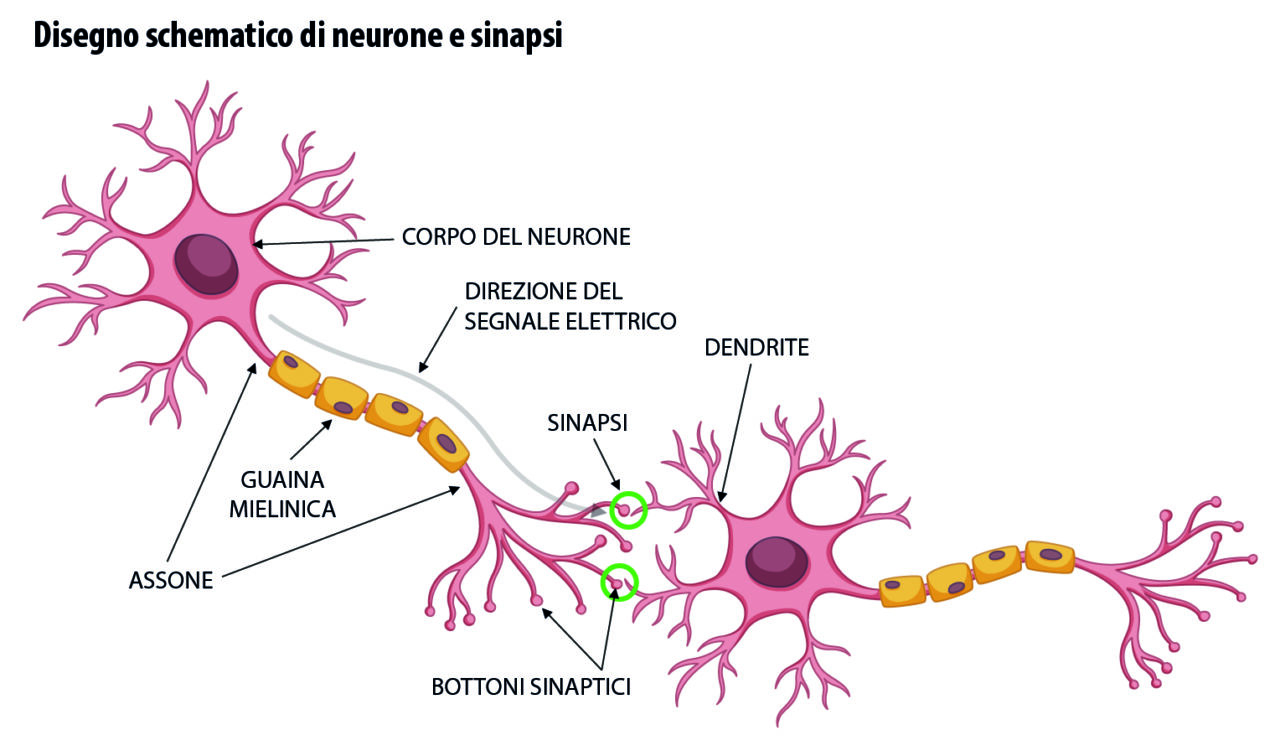 Disegno schematico di neurone e sinapsi
CORPO DEL NEURONE
DIREZIONE DEL
SEGNALE ELETTRICO
DENDRITE
SINAPSI
GUAINA
MIELINICA
ASSONE
BOTTONI SINAPTICI